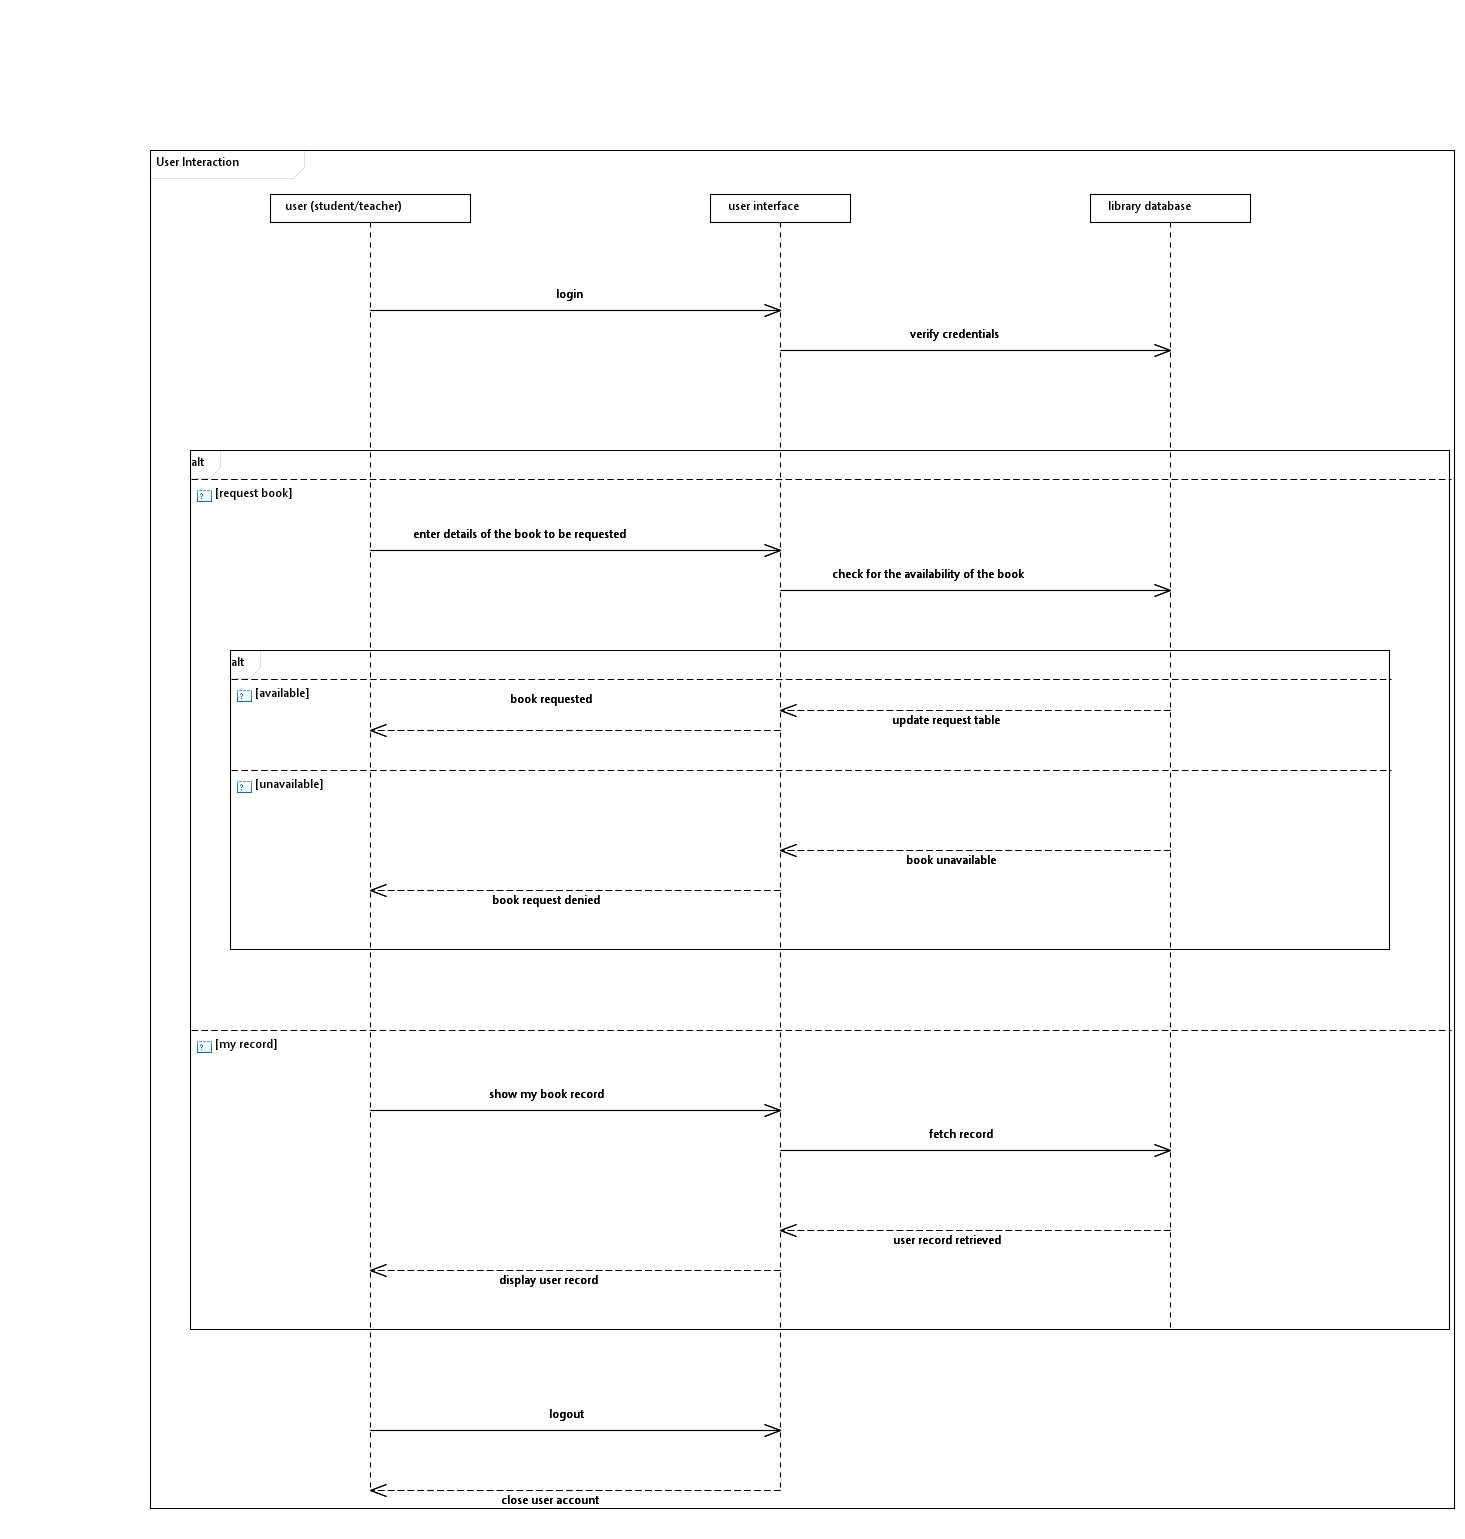 User Interaction
user (student/teacher)
user interface
library database
login
verify credentials
alt
? [request book]
enter details of the book to be requested
check for the availability of the book
alt
? [available]
book requested
update request table
? [unavailable]
book unavailable
book request denied
? [my record]
show my book record
fetch record
user record retrieved
display user record
logout
close user account